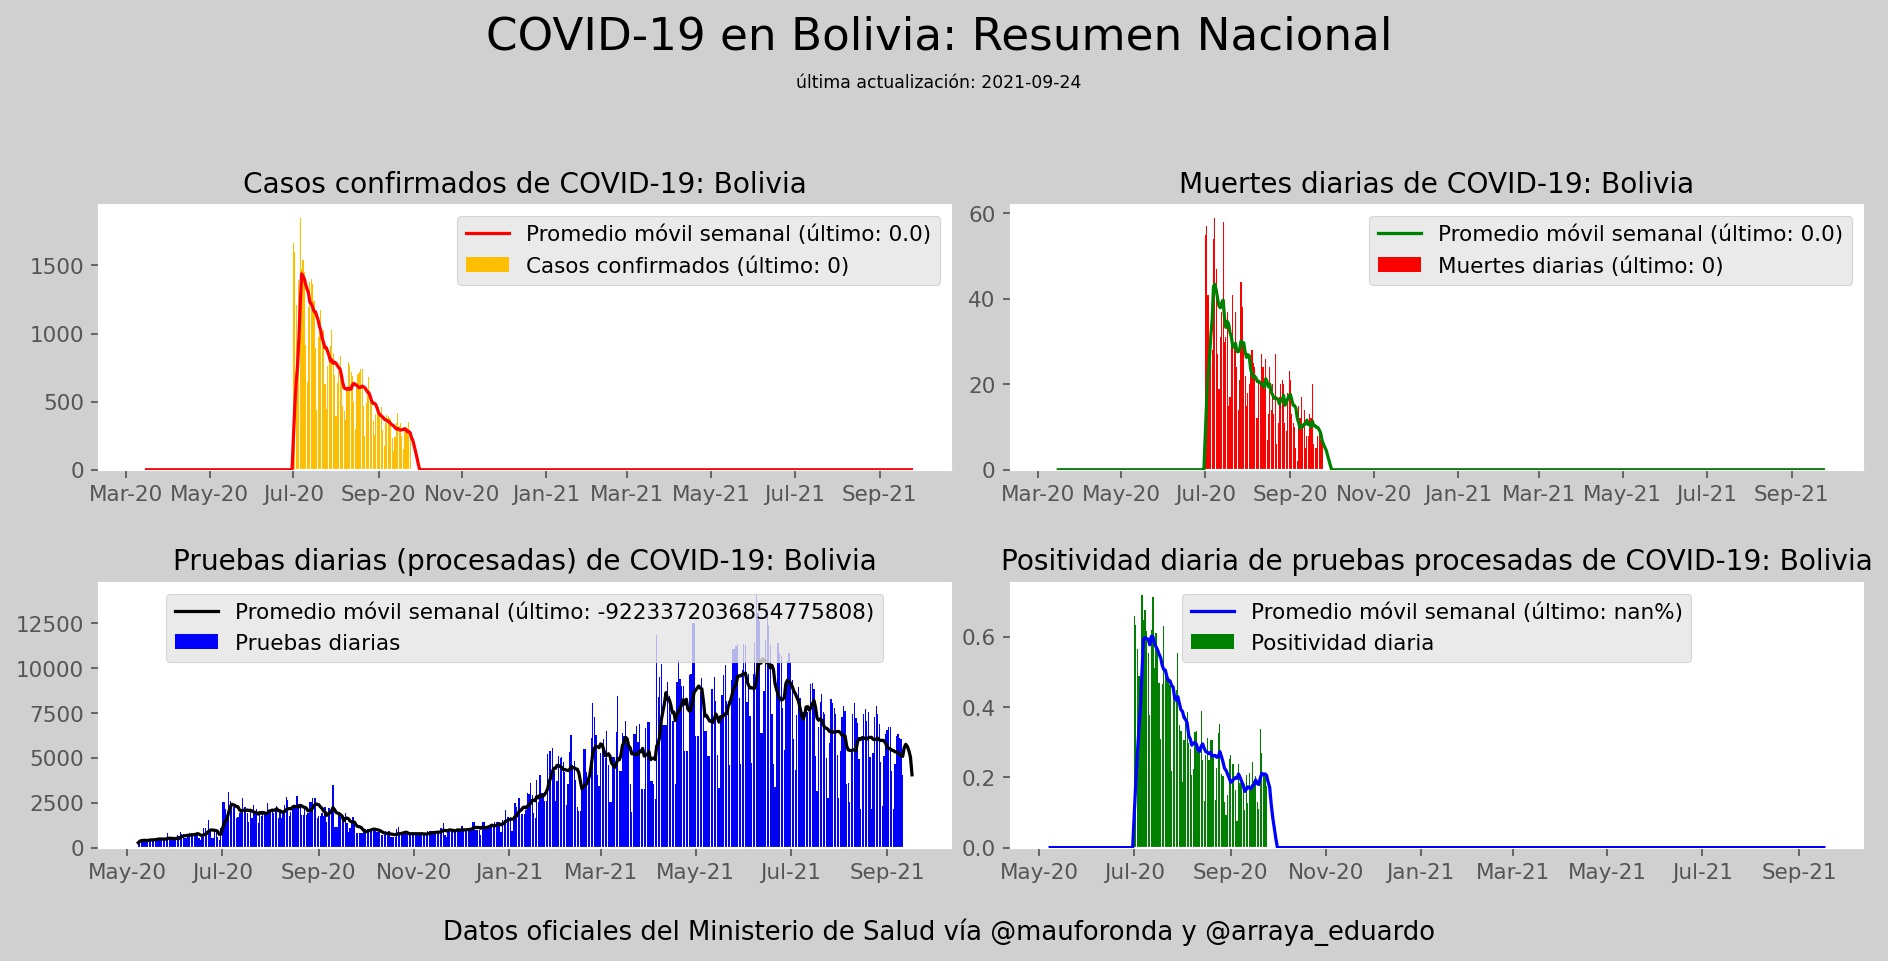 COVID-19 en Bolivia: Resumen Nacional
última actualización: 2021-09-24
Casos confirmados de COVID-19: Bolivia
Promedio móvil semanal (último: 0.0)
Casos confirmados (último: 0)
1500
1000
500
0
Mar-20 May-20 Jul-20 Sep-20 Nov-20 Jan-21 Mar-21 May-21 Jul-21 Sep-21
Muertes diarias de COVID-19: Bolivia
Promedio móvil semanal (último: 0.0)
Muertes diarias (último: 0)
60
40
20
0
Mar-20 May-20 Jul-20 Sep-20 Nov-20 Jan-21 Mar-21 May-21 Jul-21 Sep-21
Pruebas diarias (procesadas) de COVID-19: Bolivia
Promedio móvil semanal (último: -9223372036854775808)
Pruebas diarias
12500
10000
7500
5000
2500
0
May-20 Jul-20 Sep-20 Nov-20 Jan-21 Mar-21 May-21 Jul-21 Sep-21
Positividad diaria de pruebas procesadas de COVID-19: Bolivia
Promedio móvil semanal (último: nan%)
Positividad diaria
0.6
0.4
0.2
0.0
May-20 Jul-20 Sep-20 Nov-20 Jan-21 Mar-21 May-21 Jul-21 Sep-21
Datos oficiales del Ministerio de Salud vía @mauforonda y @arraya_eduardo